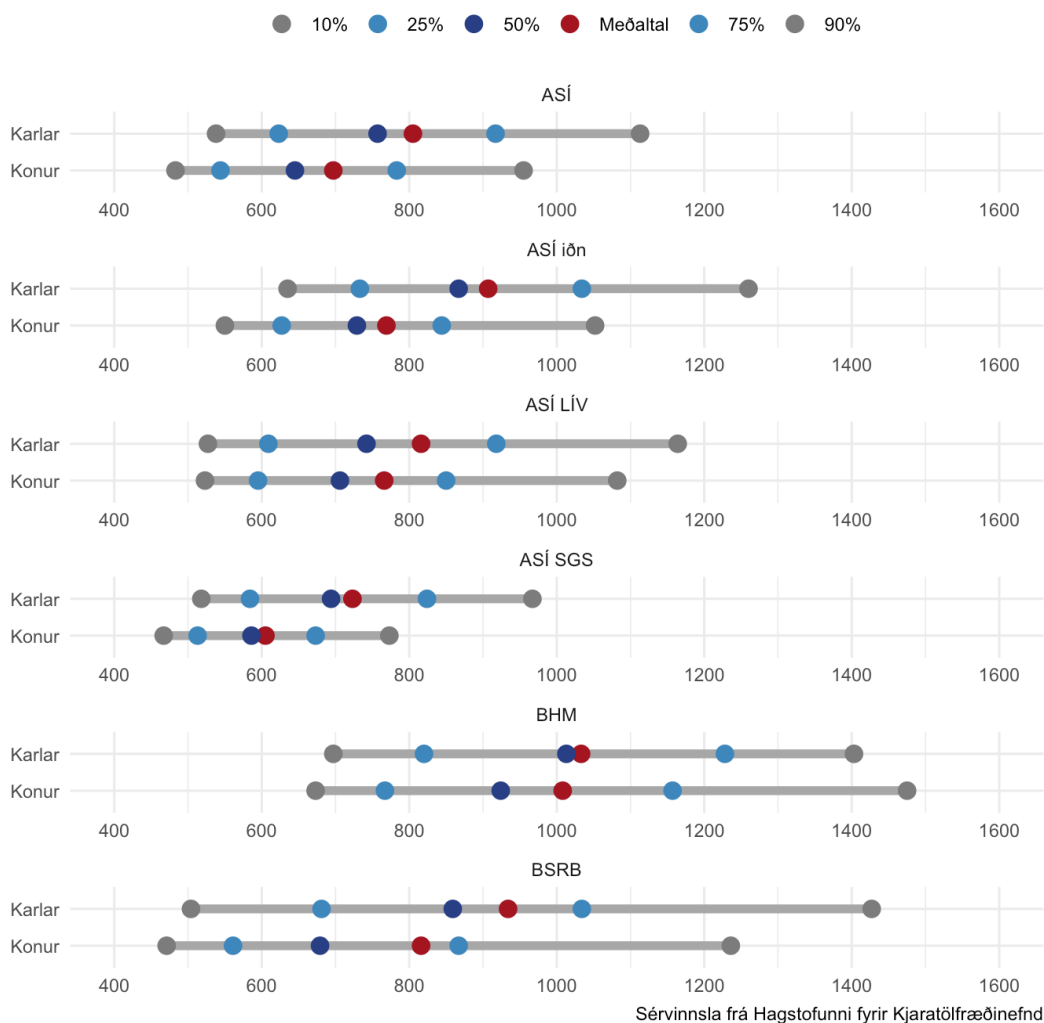 10% 25% 50% Meðaltal 75% 90%
ASÍ
Karlar
Konur
400 600 800 1000 1200 1400 1600
ASÍ iðn
Karlar
Konur
400 600 800 1000 1200 1400 1600
ASÍ LÍV
Karlar
Konur
400 600 800 1000 1200 1400 1600
ASÍ SGS
Karlar
Konur
400 600 800 1000 1200 1400 1600
BHM
Karlar
Konur
400 600 800 1000 1200 1400 1600
BSRB
Karlar
Konur
400 600 800 1000 1200 1400 1600
Sérvinnsla frá Hagstofunni fyrir Kjaratölfræðinefnd